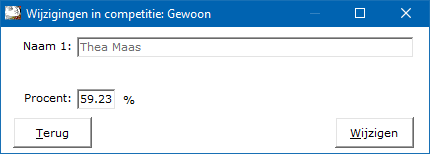 Wijzigingen in competitie: Gewoon
Naam 1: Thea Maas
Procent: 59.23 %
Terug Wijzigen